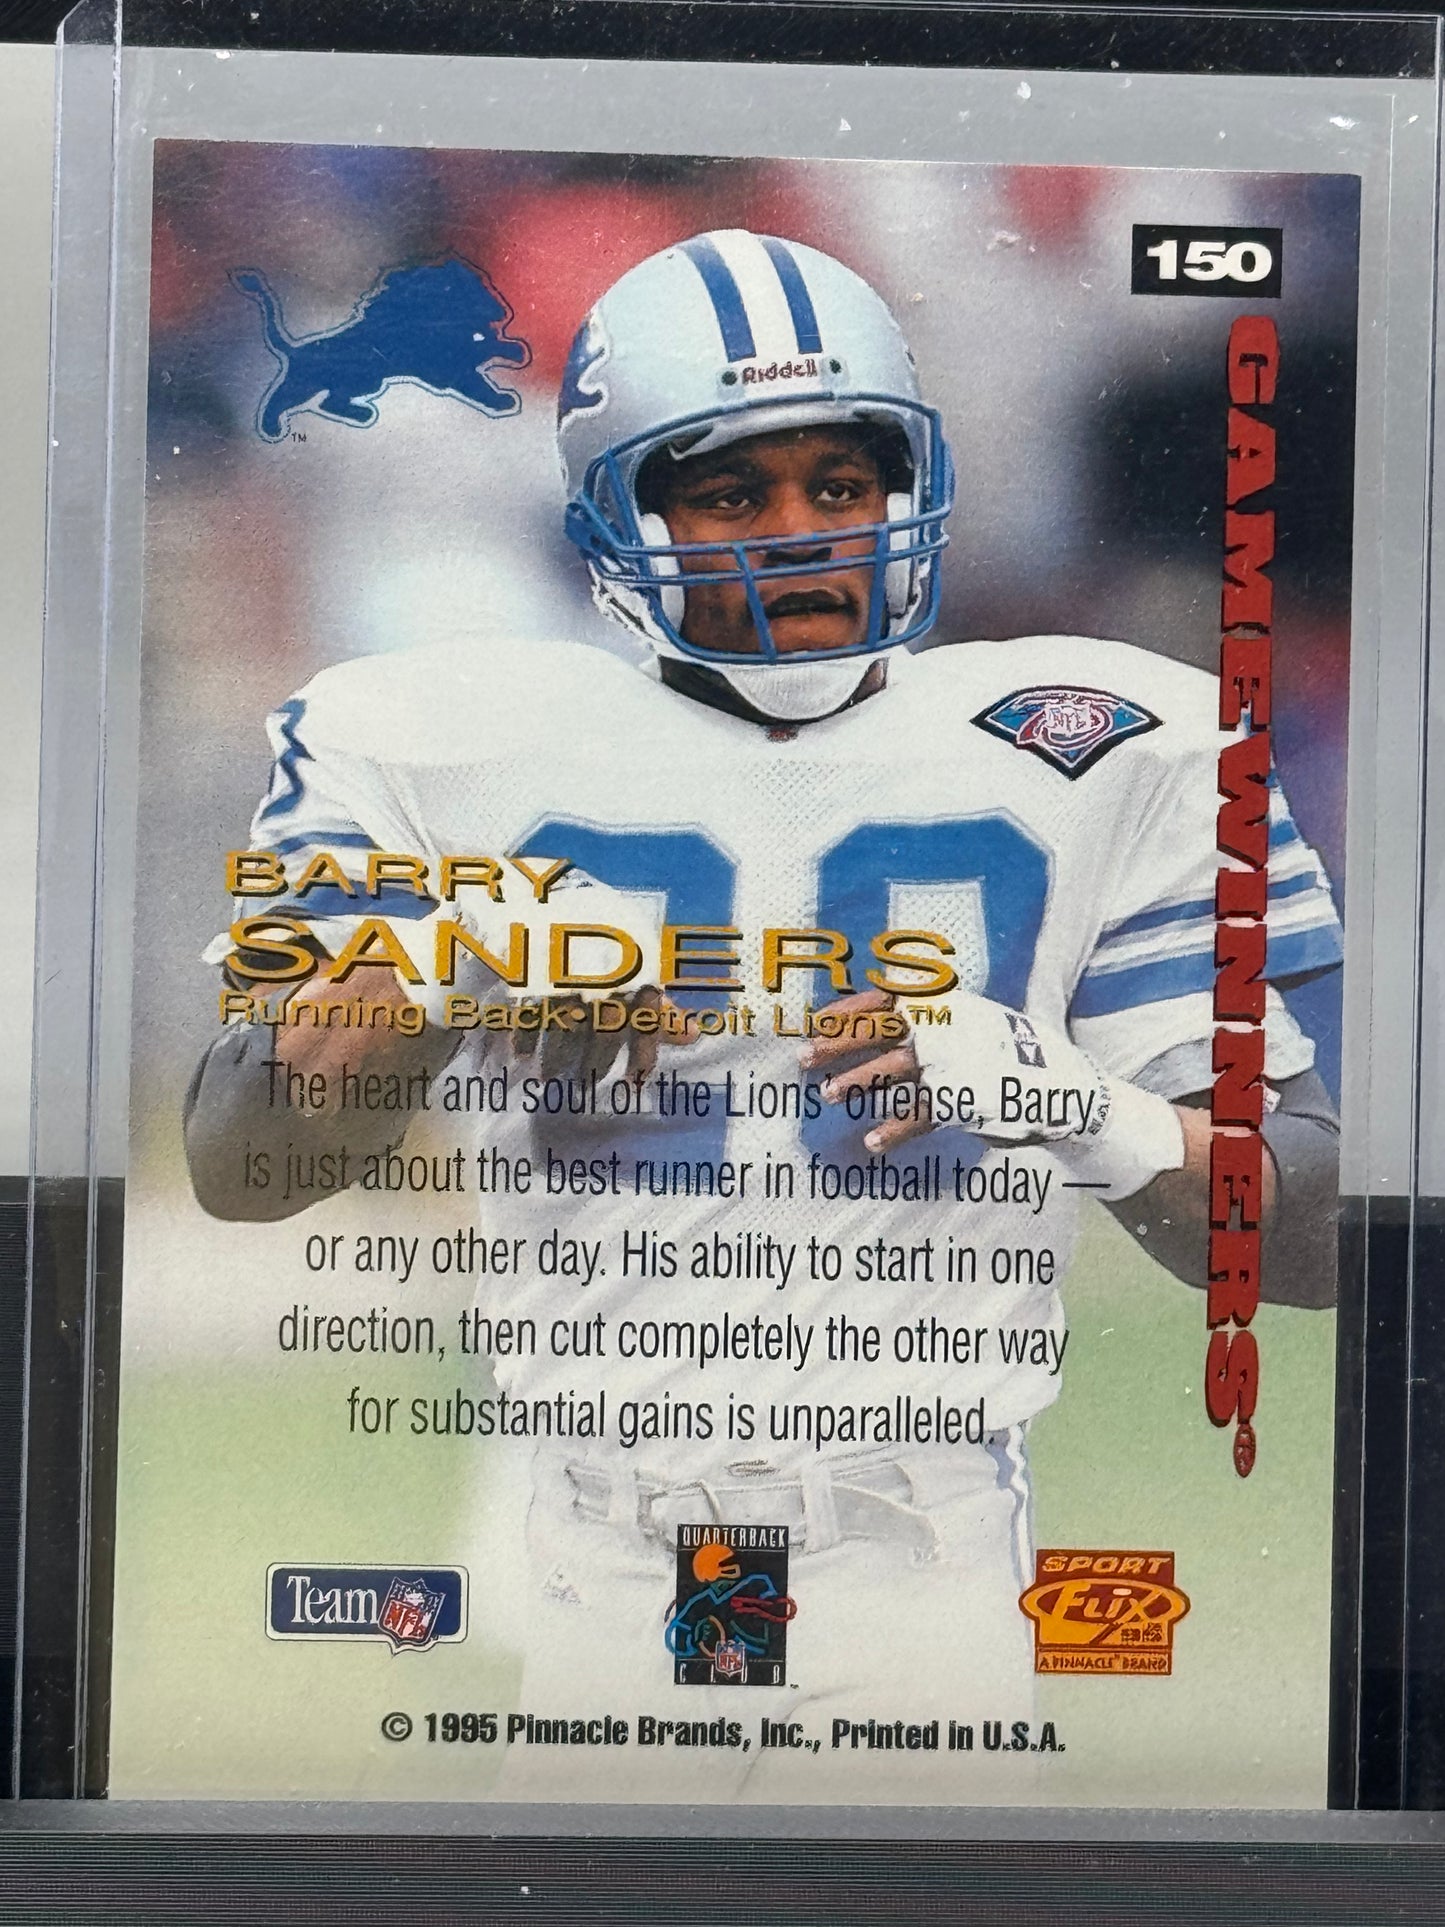 150
GAMEWINNERS®
TM
Riddell
NFL
BARRY
SANDERS
Running Back•Detroit Lions™
The heart and soul of the Lions' offense, Barry
is just about the best runner in football today —
or any other day. His ability to start in one
direction, then cut completely the other way
for substantial gains is unparalleled.
Team NFL
QUARTERBACK
NFL
CLUB
SPORT
FLIX
A PINNACLE® BRAND
© 1995 Pinnacle Brands, Inc., Printed in U.S.A.